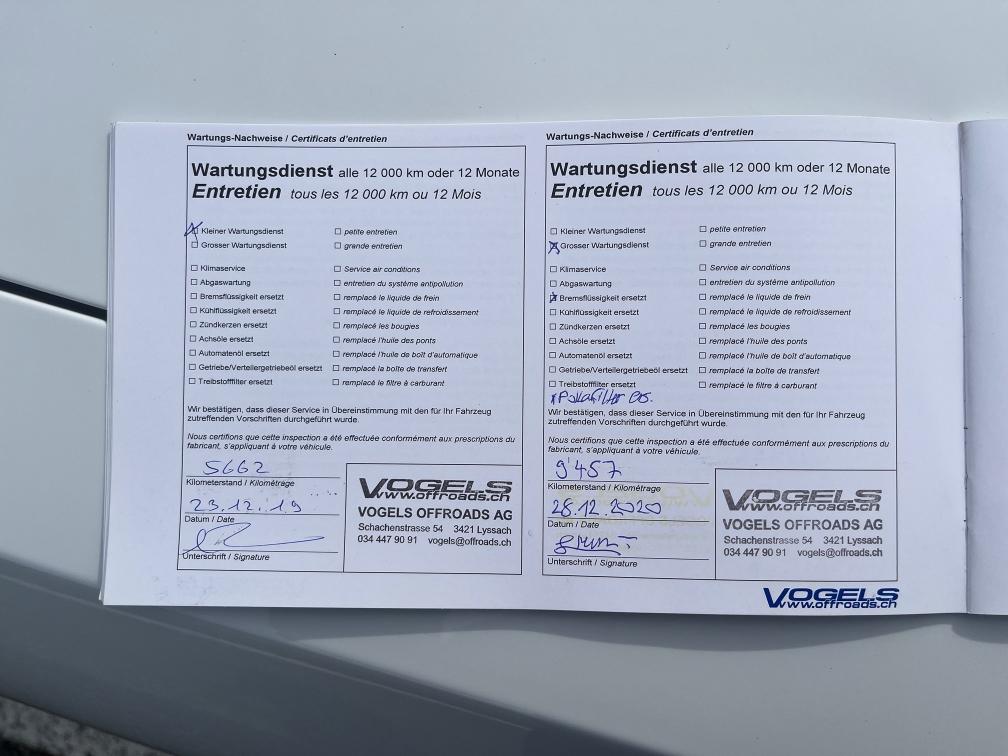 Wartungs-Nachweise / Certificats d'entretien
Wartungsdienst alle 12 000 km oder 12 Monate
Entretien tous les 12 000 km ou 12 Mois
Kleiner Wartungsdienst petite entretien
Grosser Wartungsdienst grande entretien
Klimaservice Service air conditions
Abgaswartung entretien du système antipollution
Bremsflüssigkeit ersetzt remplacé le liquide de frein
Kühlflüssigkeit ersetzt remplacé le liquide de refroidissement
Zündkerzen ersetzt remplacé les bougies
Achsöle ersetzt remplacé l'huile des ponts
Automatenöl ersetzt remplacé l'huile de boît d'automatique
Getriebe/Verteilergetriebeöl ersetzt remplacé la boîte de transfert
Treibstofffilter ersetzt remplacé le filtre à carburant
Wir bestätigen, dass dieser Service in Übereinstimmung mit den für Ihr Fahrzeug
zutreffenden Vorschriften durchgeführt wurde.
Nous certifions que cette inspection a été effectuée conformément aux prescriptions du
fabricant, s'appliquant à votre véhicule.
5662
Kilometerstand / Kilométrage
23.12.19
Datum / Date
Unterschrift / Signature
VOGELS
www.offroads.ch
VOGELS OFFROADS AG
Schachenstrasse 54 3421 Lyssach
034 447 90 91 vogels@offroads.ch
Wartungs-Nachweise / Certificats d'entretien
Wartungsdienst alle 12 000 km oder 12 Monate
Entretien tous les 12 000 km ou 12 Mois
Kleiner Wartungsdienst petite entretien
Grosser Wartungsdienst grande entretien
Klimaservice Service air conditions
Abgaswartung entretien du système antipollution
Bremsflüssigkeit ersetzt remplacé le liquide de frein
Kühlflüssigkeit ersetzt remplacé le liquide de refroidissement
Zündkerzen ersetzt remplacé les bougies
Achsöle ersetzt remplacé l'huile des ponts
Automatenöl ersetzt remplacé l'huile de boît d'automatique
Getriebe/Verteilergetriebeöl ersetzt remplacé la boîte de transfert
Treibstofffilter ersetzt remplacé le filtre à carburant
Wir bestätigen, dass dieser Service in Übereinstimmung mit den für Ihr Fahrzeug
zutreffenden Vorschriften durchgeführt wurde.
Nous certifions que cette inspection a été effectuée conformément aux prescriptions du
fabricant, s'appliquant à votre véhicule.
9'457
Kilometerstand / Kilométrage
28.12.2020
Datum / Date
Unterschrift / Signature
VOGELS
www.offroads.ch
VOGELS OFFROADS AG
Schachenstrasse 54 3421 Lyssach
034 447 90 91 vogels@offroads.ch
VOGELS
www.offroads.ch